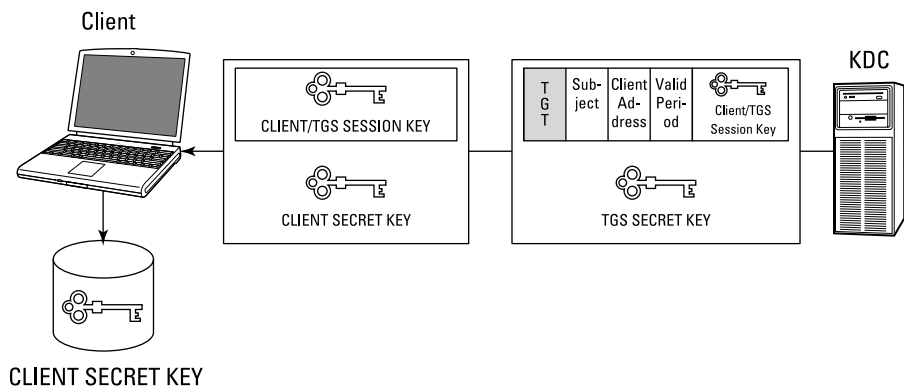 Client
KDC
CLIENT/TGS SESSION KEY
CLIENT SECRET KEY
T
G
T
Sub-
ject
Client
Ad-
dress
Valid
Peri-
od
Client/TGS
Session Key
TGS SECRET KEY
CLIENT SECRET KEY